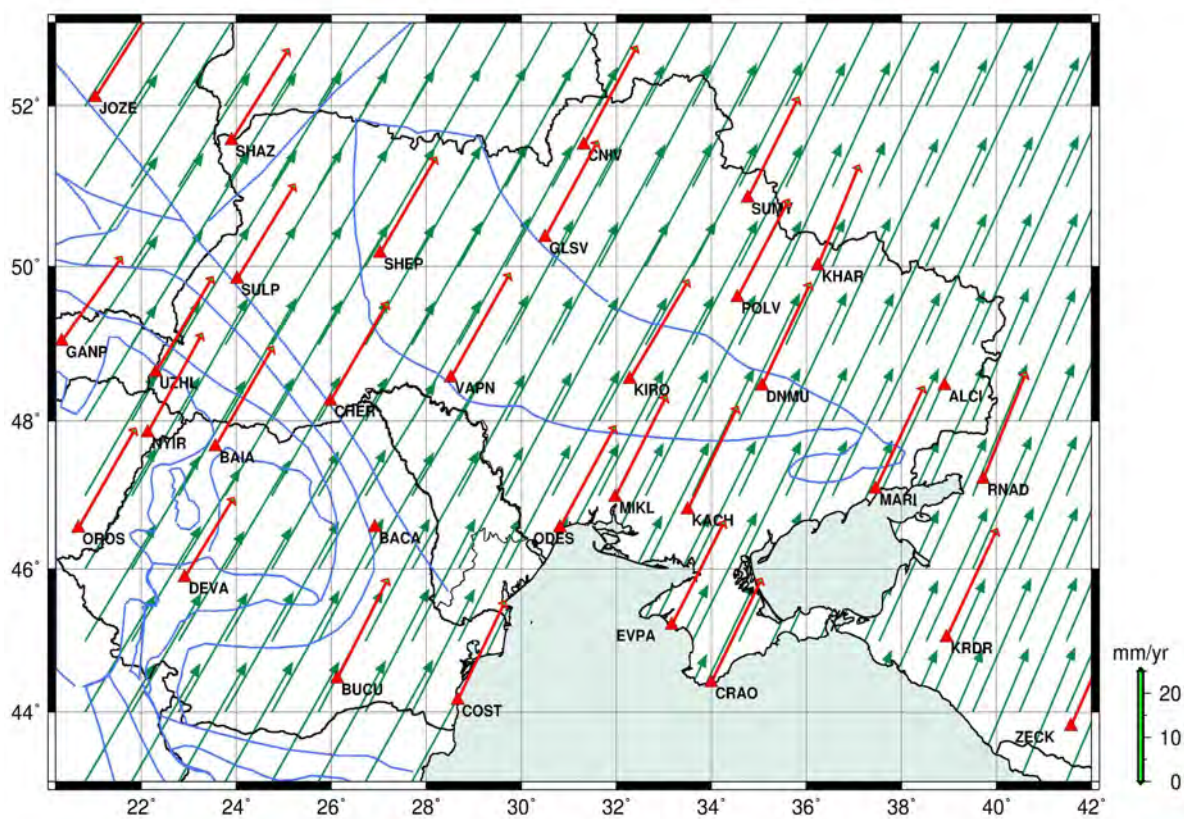 52°
50°
48°
46°
44°
JOZE
SHAZ
CNIV
SUMY
GLSV
SHEP
KHAR
SULP
POLV
GANP
UZHL
VAPN
KIRO
DNMU
ALCI
CHER
NYIR
BAIA
RNAD
MARI
MIKL
KACH
OROS
BACA
ODES
DEVA
EVPA
KRDR
BUCU
CRAO
COST
ZECK
mm/yr
20
10
0
22° 24° 26° 28° 30° 32° 34° 36° 38° 40° 42°